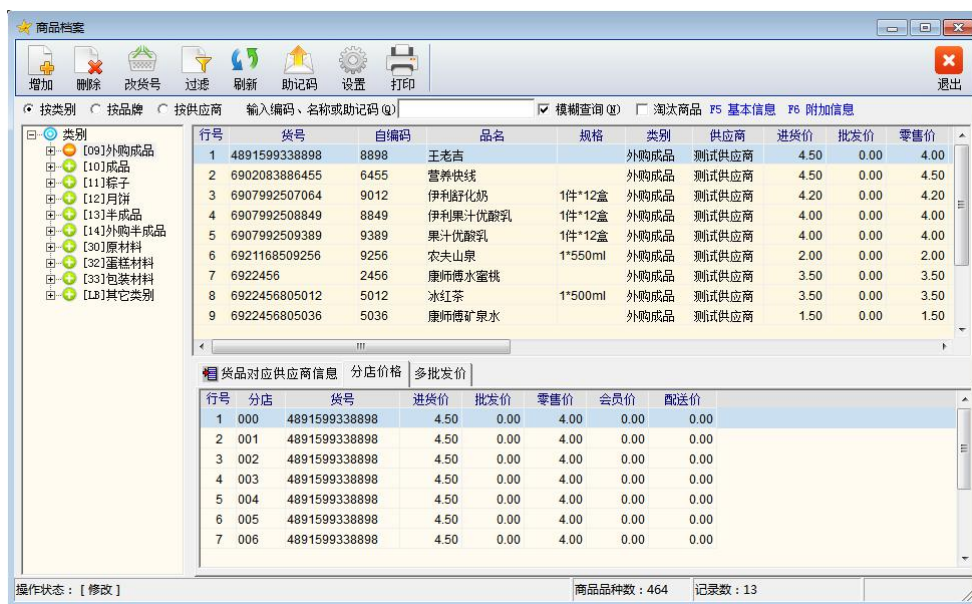 商品档案
增加 删除 改货号 过滤 刷新 助记码 设置 打印 退出
按类别 按品牌 按供应商 输入编码、名称或助记码(Q) 模糊查询(N) 淘汰商品 F5 基本信息 F6 附加信息
类别
[09]外购成品
[10]成品
[11]粽子
[12]月饼
[13]半成品
[14]外购半成品
[30]原材料
[32]蛋糕材料
[33]包装材料
[LB]其它类别
行号 货号 自编码 品名 规格 类别 供应商 进货价 批发价 零售价
1 4891599338898 8898 王老吉 外购成品 测试供应商 4.50 0.00 4.00
2 6902083886455 6455 营养快线 外购成品 测试供应商 4.50 0.00 4.50
3 6907992507064 9012 伊利舒化奶 1件*12盒 外购成品 测试供应商 4.20 0.00 4.20
4 6907992508849 8849 伊利果汁优酸乳 1件*12盒 外购成品 测试供应商 4.00 0.00 4.00
5 6907992509389 9389 果汁优酸乳 1件*12盒 外购成品 测试供应商 4.00 0.00 4.00
6 6921168509256 9256 农夫山泉 1*550ml 外购成品 测试供应商 2.00 0.00 2.00
7 6922456 2456 康师傅水蜜桃 外购成品 测试供应商 3.50 0.00 3.50
8 6922456805012 5012 冰红茶 1*500ml 外购成品 测试供应商 3.50 0.00 3.50
9 6922456805036 5036 康师傅矿泉水 外购成品 测试供应商 1.50 0.00 1.50
货品对应供应商信息 分店价格 多批发价
行号 分店 货号 进货价 批发价 零售价 会员价 配送价
1 000 4891599338898 4.50 0.00 4.00 0.00 0.00
2 001 4891599338898 4.50 0.00 4.00 0.00 0.00
3 002 4891599338898 4.50 0.00 4.00 0.00 0.00
4 003 4891599338898 4.50 0.00 4.00 0.00 0.00
5 004 4891599338898 4.50 0.00 4.00 0.00 0.00
6 005 4891599338898 4.50 0.00 4.00 0.00 0.00
7 006 4891599338898 4.50 0.00 4.00 0.00 0.00
操作状态：[修改] 商品品种数：464 记录数：13